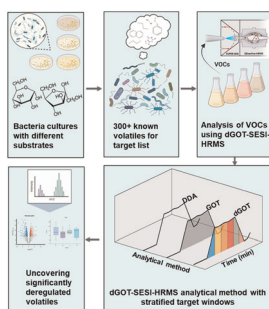 Bacteria cultures
with different
substrates
300+ known
volatiles for
target list
VOCs
Analysis of VOCs
using dGOT-SESI-
HRMS
Uncovering
significantly
deregulated
volatiles
DDA
GOT
dGOT
Analytical method
Time (min)
dGOT-SESI-HRMS analytical method with
stratified target windows